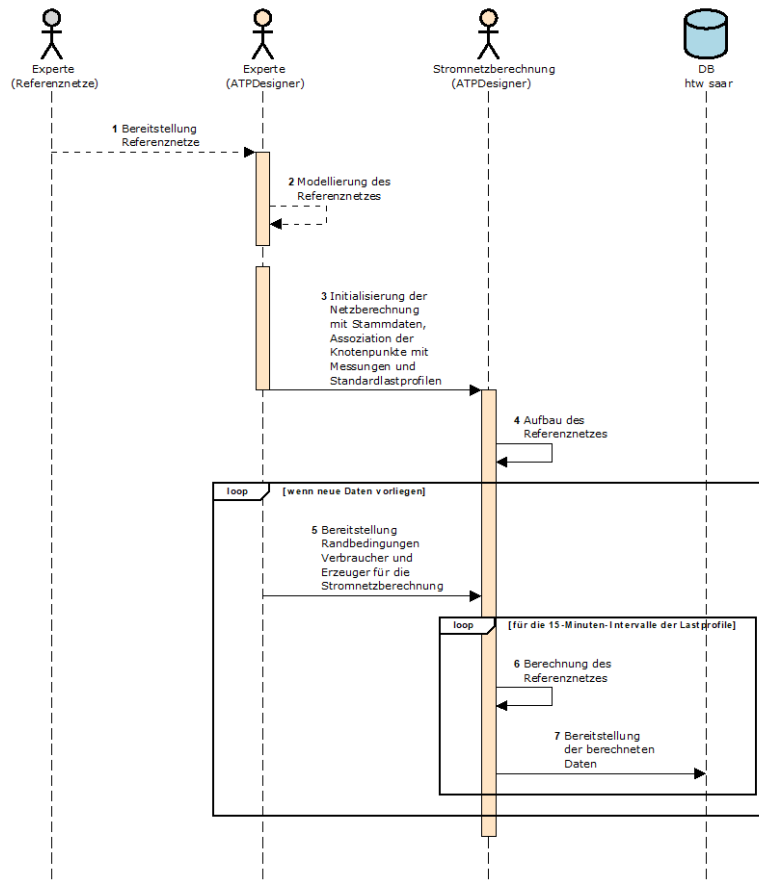 Experte
(Referenznetze)
Experte
(ATPDesigner)
Stromnetzberechnung
(ATPDesigner)
DB
htw saar
1 Bereitstellung
Referenznetze
2 Modellierung des
Referenznetzes
3 Initialisierung der
Netzberechnung
mit Stammdaten,
Assoziation der
Knotenpunkte mit
Messungen und
Standardlastprofilen
4 Aufbau des
Referenznetzes
loop [wenn neue Daten vorliegen]
5 Bereitstellung
Randbedingungen
Verbraucher und
Erzeuger für die
Stromnetzberechnung
loop [für die 15-Minuten-Intervalle der Lastprofile]
6 Berechnung des
Referenznetzes
7 Bereitstellung
der berechneten
Daten